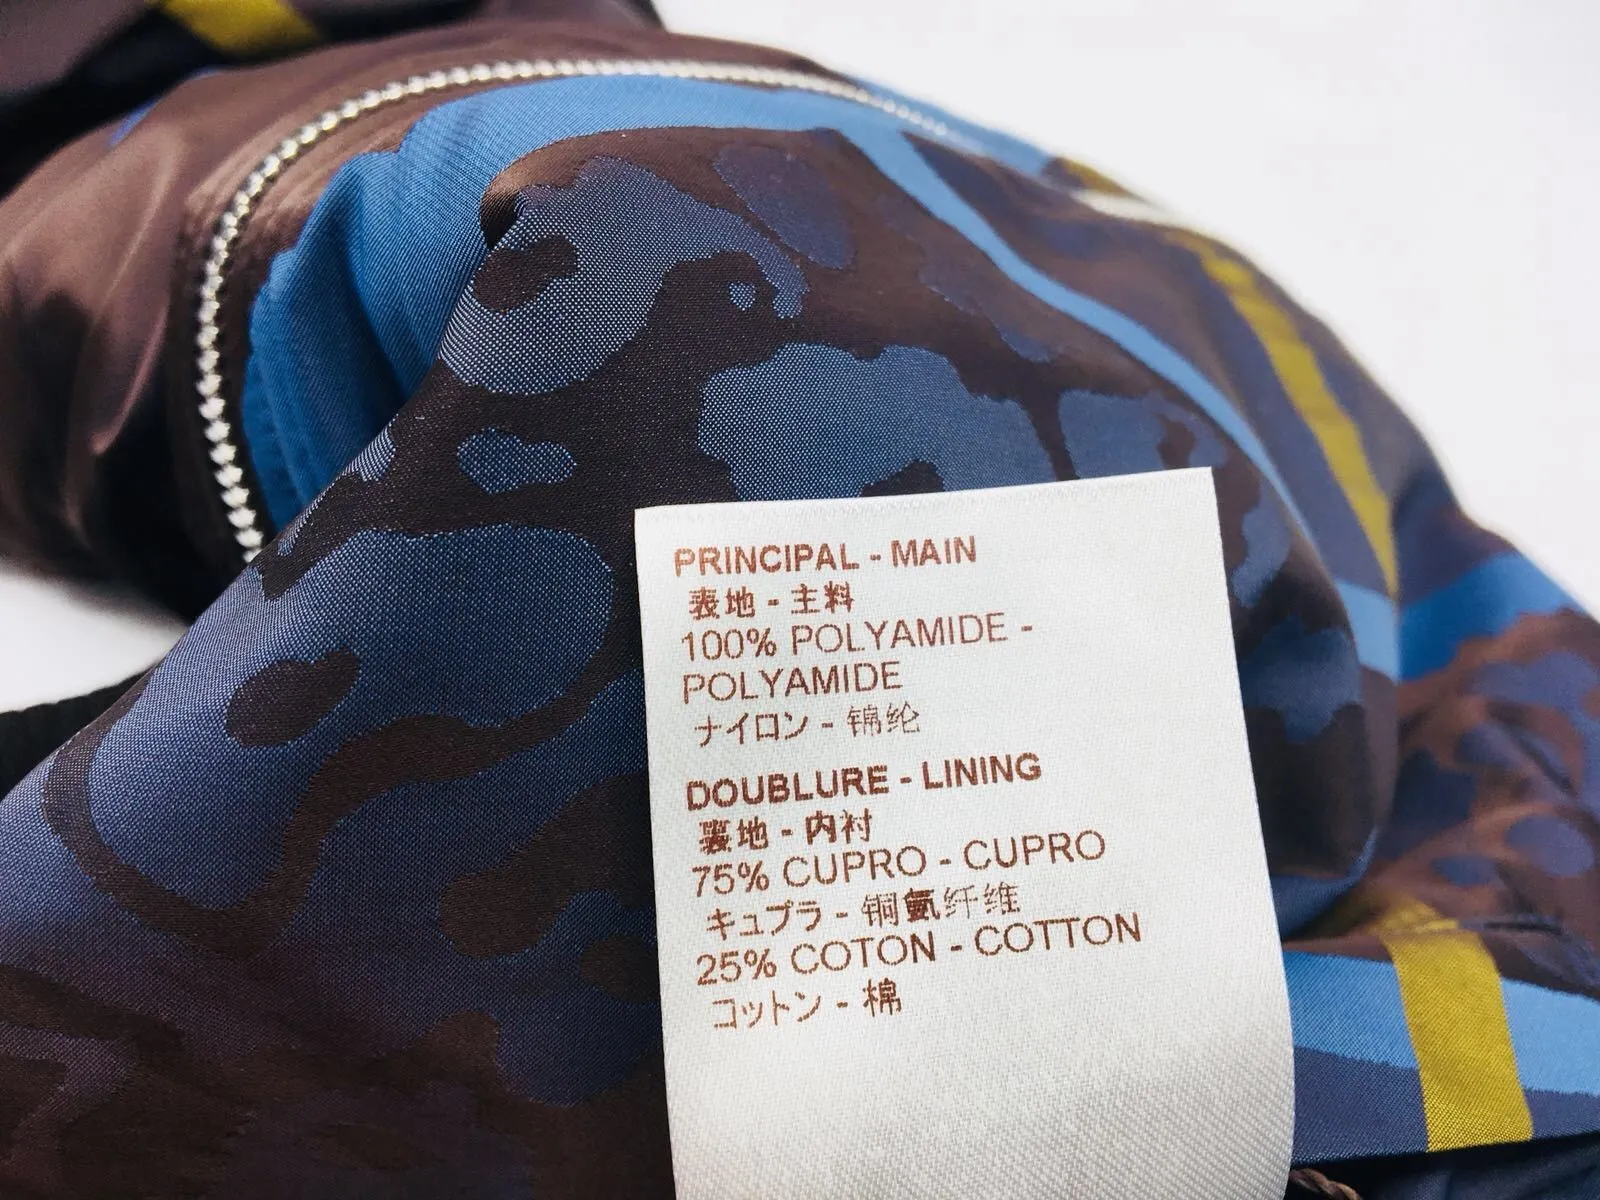 PRINCIPAL - MAIN
表地 - 主料
100% POLYAMIDE -
POLYAMIDE
ナイロン - 锦纶
DOUBLURE - LINING
裏地 - 内衬
75% CUPRO - CUPRO
キュプラ - 铜氨纤维
25% COTON - COTTON
コットン - 棉